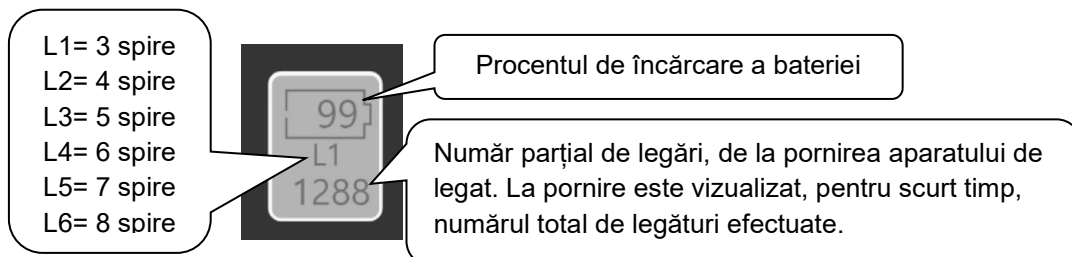 L1= 3 spire
L2= 4 spire
L3= 5 spire
L4= 6 spire
L5= 7 spire
L6= 8 spire
99
L1
1288
Procentul de încărcare a bateriei
Număr parțial de legări, de la pornirea aparatului de
legat. La pornire este vizualizat, pentru scurt timp,
numărul total de legături efectuate.